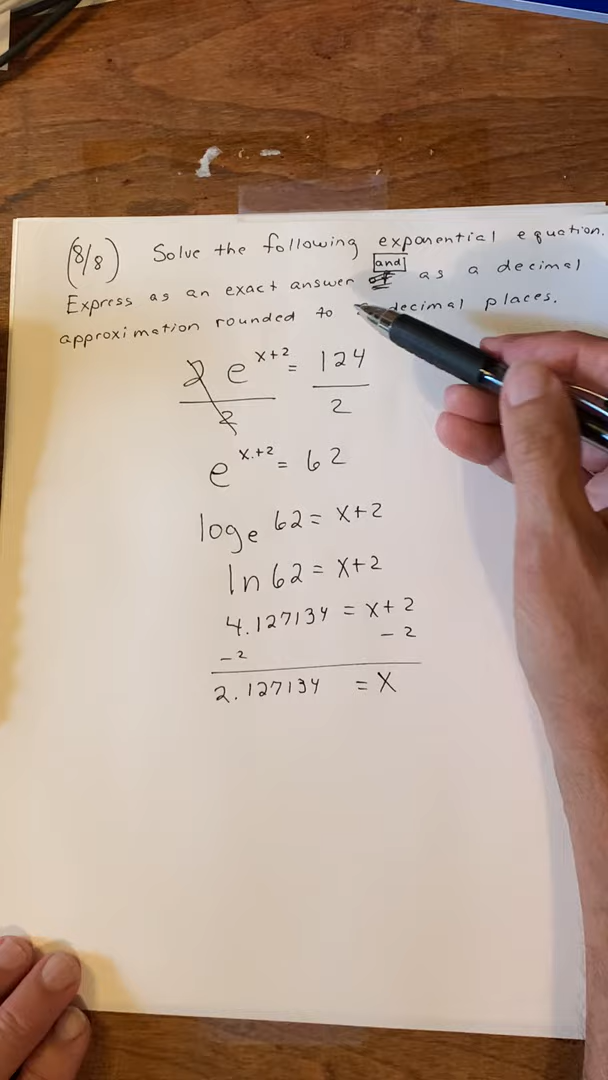 (8/8) Solve the following exponential equation.
Express as an exact answer and as a decimal
approximation rounded to decimal places.
2 e^(x+2) = 124
2 2
e^(x+2) = 62
log_e 62 = x+2
ln 62 = x+2
4.127134 = x+2
-2 -2
2.127134 = x